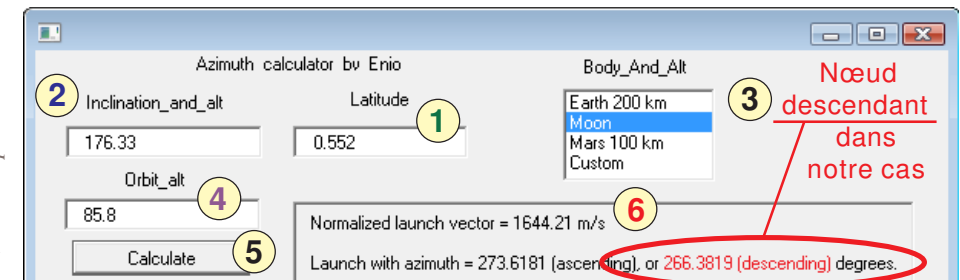 Azimuth calculator by Enio
2
Inclination_and_alt
176.33
Latitude
1
0.552
Body_And_Alt
Earth 200 km
Moon
Mars 100 km
Custom
3
Nœud
descendant
dans
notre cas
Orbit_alt
4
85.8
Calculate
5
6
Normalized launch vector = 1644.21 m/s
Launch with azimuth = 273.6181 (ascending), or 266.3819 (descending) degrees.